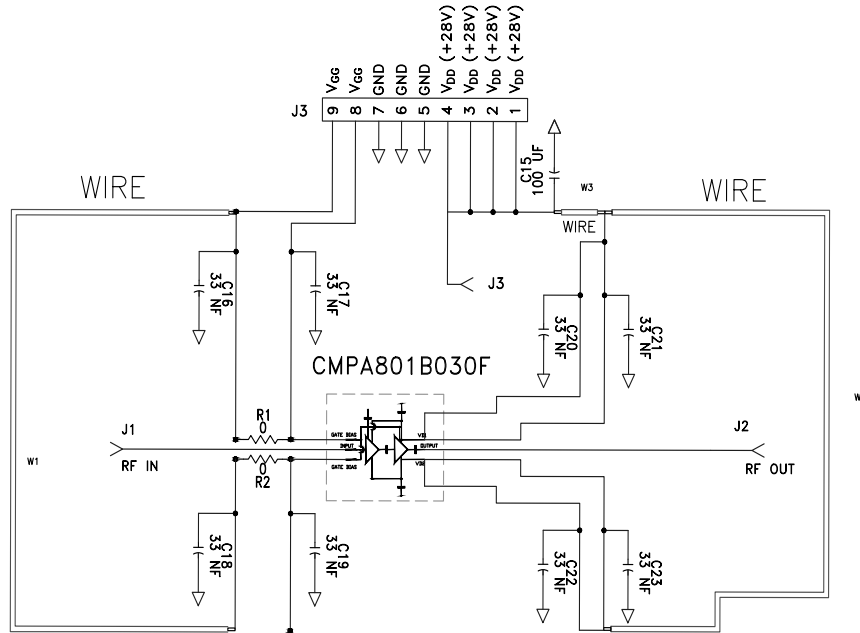 VGG
VGG
GND
GND
GND
VDD (+28V)
VDD (+28V)
VDD (+28V)
VDD (+28V)
J3
9
8
7
6
5
4
3
2
1
C15
100 UF
W3
WIRE
WIRE
WIRE
C16
33 NF
C17
33 NF
J3
C20
33 NF
C21
33 NF
CMPA801B030F
W
R1
0
J1
J2
GATE BIAS
VD1
INPUT
OUTPUT
W1
RF IN
RF OUT
GATE BIAS
VD2
0
R2
C18
33 NF
C19
33 NF
C22
33 NF
C23
33 NF